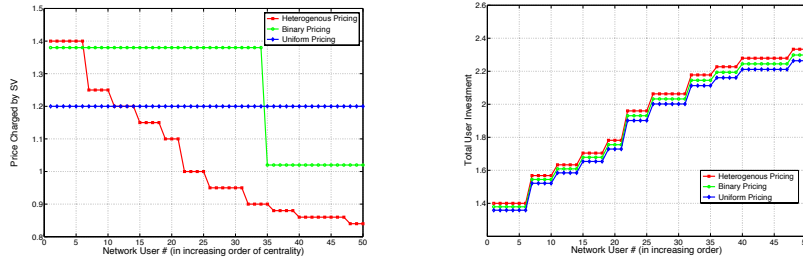 1.5
1.4
1.3
1.2
1.1
1
0.9
0.8
Price Charged by SV
0 5 10 15 20 25 30 35 40 45 50
Network User # (in increasing order of centrality)
Heterogenous Pricing
Binary Pricing
Uniform Pricing
2.6
2.4
2.2
2
1.8
1.6
1.4
Total User Investment
0 5 10 15 20 25 30 35 40 45 50
Network User # (in increasing order)
Heterogenous Pricing
Binary Pricing
Uniform Pricing